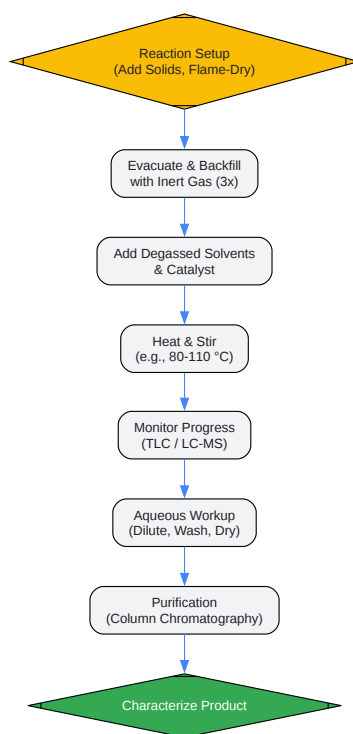 Reaction Setup
(Add Solids, Flame-Dry)
Evacuate & Backfill
with Inert Gas (3x)
Add Degassed Solvents
& Catalyst
Heat & Stir
(e.g., 80-110 °C)
Monitor Progress
(TLC / LC-MS)
Aqueous Workup
(Dilute, Wash, Dry)
Purification
(Column Chromatography)
Characterize Product